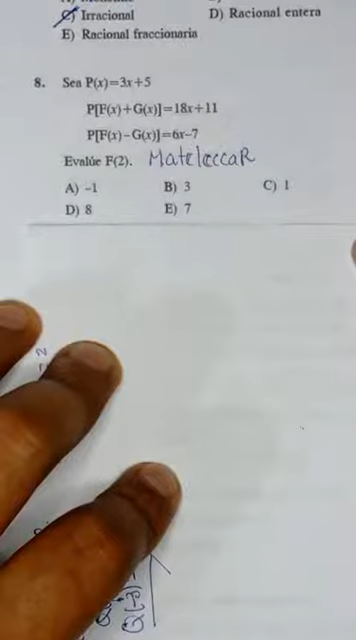 C) Irracional D) Racional entera
E) Racional fraccionaria
8. Sea P(x)=3x+5
P[F(x)+G(x)]=18x+11
P[F(x)-G(x)]=6x-7
Evalúe F(2). MateleccaR
A) -1 B) 3 C) 1
D) 8 E) 7